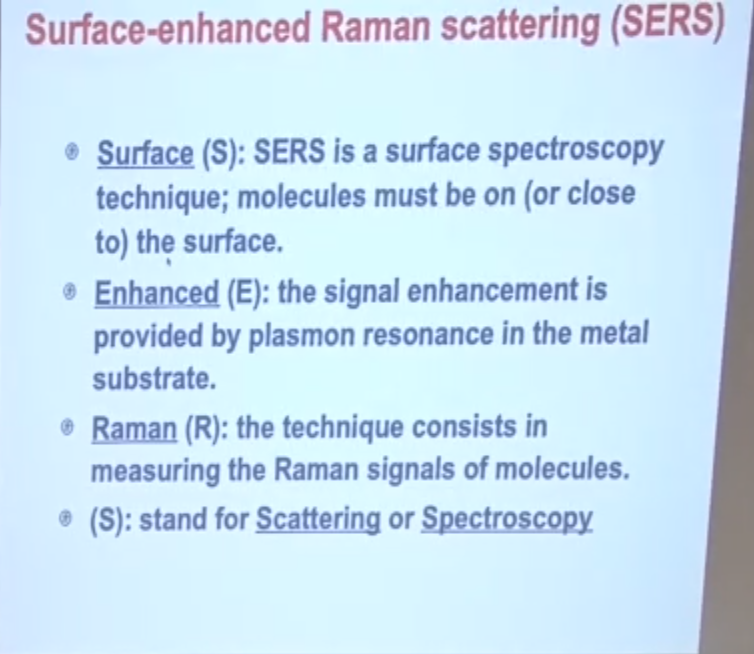 Surface-enhanced Raman scattering (SERS)
Surface (S): SERS is a surface spectroscopy
technique; molecules must be on (or close
to) the surface.
Enhanced (E): the signal enhancement is
provided by plasmon resonance in the metal
substrate.
Raman (R): the technique consists in
measuring the Raman signals of molecules.
(S): stand for Scattering or Spectroscopy